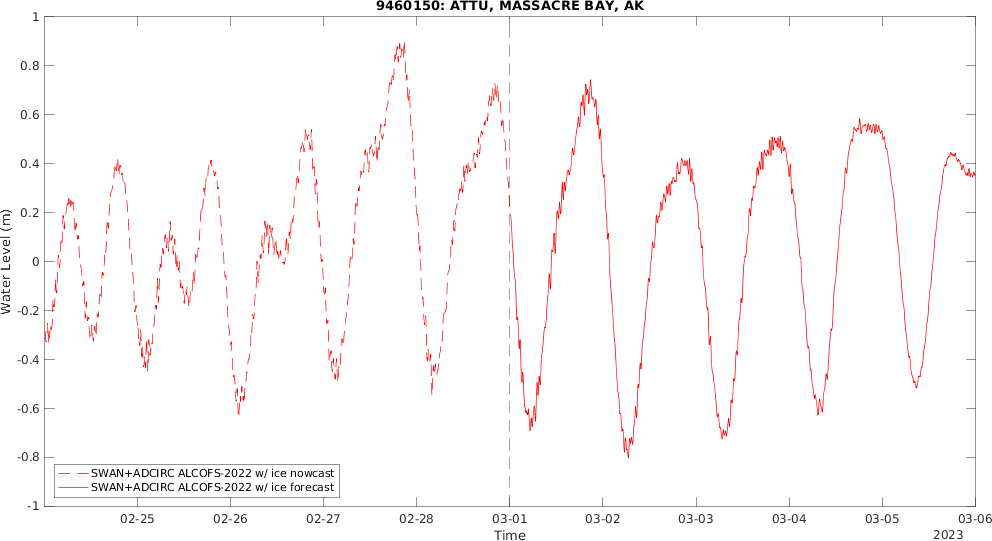 9460150: ATTU, MASSACRE BAY, AK
1
0.8
0.6
0.4
0.2
0
-0.2
-0.4
-0.6
-0.8
-1
Water Level (m)
SWAN+ADCIRC ALCOFS-2022 w/ ice nowcast
SWAN+ADCIRC ALCOFS-2022 w/ ice forecast
02-25 02-26 02-27 02-28 03-01 03-02 03-03 03-04 03-05 03-06
Time
2023